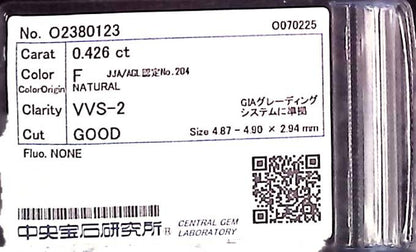 No. O2380123 O070225
Carat 0.426 ct
Color F JJA/AGL認定No.204
ColorOrigin NATURAL
Clarity VVS-2 GIAグレーディング
システムに準拠
Cut GOOD Size 4.87 - 4.90 × 2.94 mm
Fluo. NONE
中央宝石研究所® CENTRAL GEM
LABORATORY